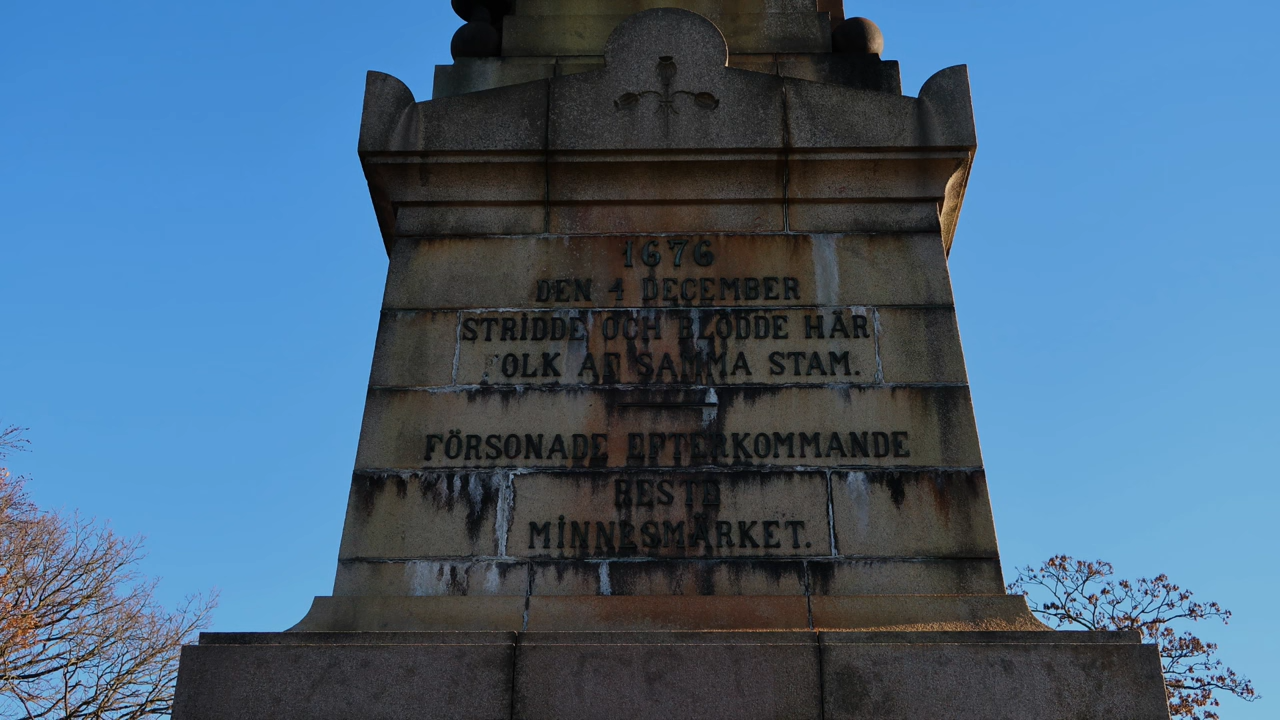 1676
DEN 4 DECEMBER
STRIDDE OCH BLÖDDE HÄR
FOLK AF SAMMA STAM.
FÖRSONADE EFTERKOMMANDE
RESTE
MINNESMÄRKET.